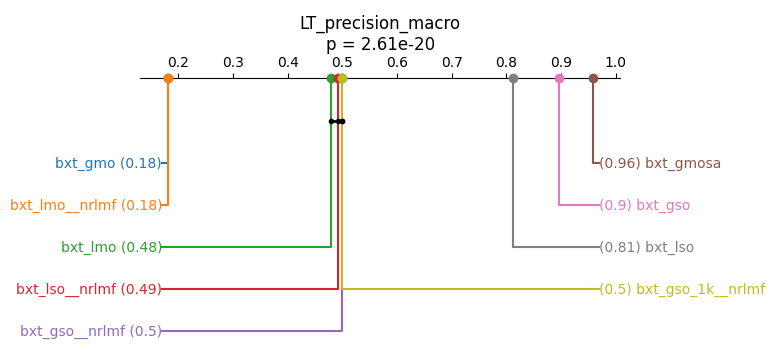 LT_precision_macro
p = 2.61e-20
0.2 0.3 0.4 0.5 0.6 0.7 0.8 0.9 1.0
bxt_gmo (0.18) (0.96) bxt_gmosa
bxt_lmo__nrlmf (0.18) (0.9) bxt_gso
bxt_lmo (0.48) (0.81) bxt_lso
bxt_lso__nrlmf (0.49) (0.5) bxt_gso_1k__nrlmf
bxt_gso__nrlmf (0.5)